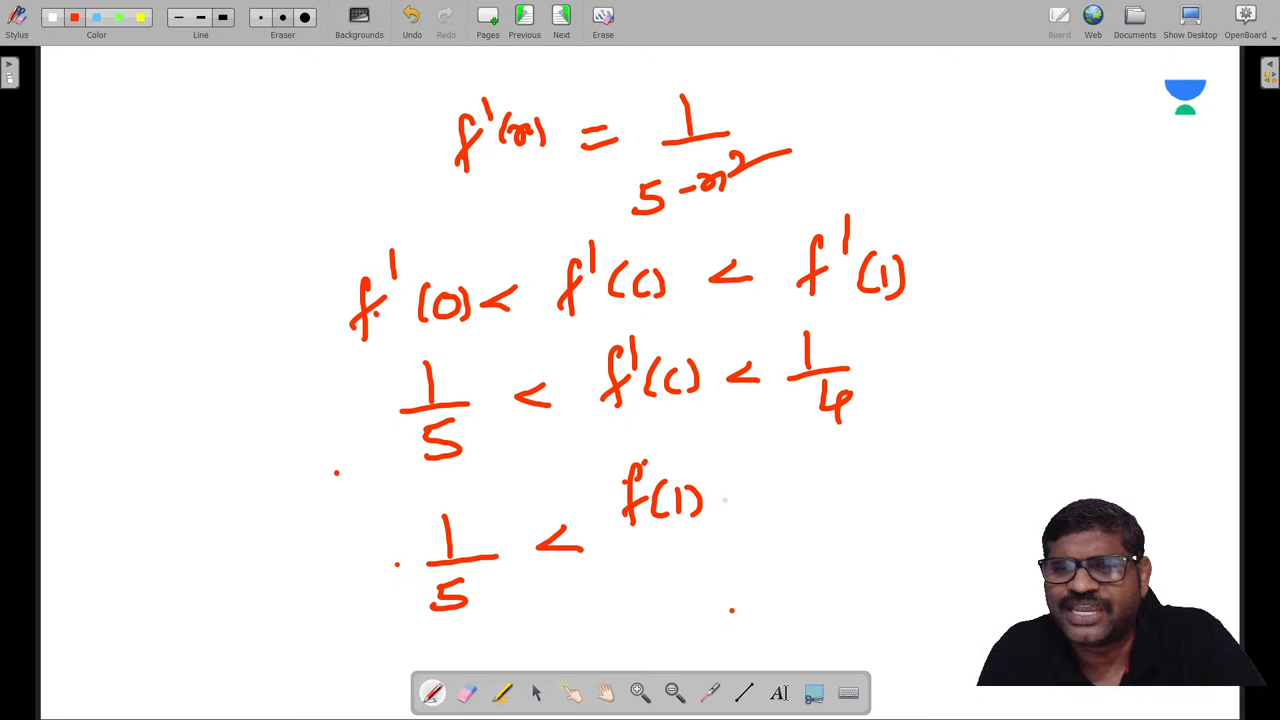 Stylus Color Line Eraser Backgrounds Undo Redo Pages Previous Next Erase Board Web Documents Show Desktop OpenBoard
f'(x) = 1/(5-x²)
f'(0) < f'(c) < f'(1)
1/5 < f'(c) < 1/4
1/5 < f(1)